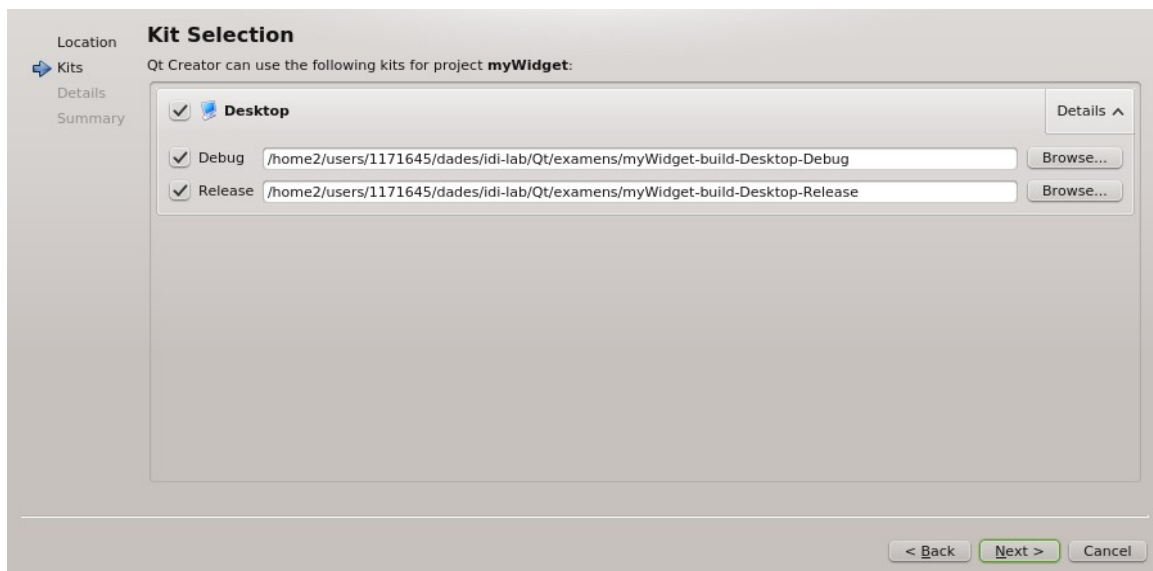 Location
Kits
Details
Summary
Kit Selection
Qt Creator can use the following kits for project myWidget:
Desktop
Details
Debug /home2/users/1171645/dades/idi-lab/Qt/examens/myWidget-build-Desktop-Debug Browse...
Release /home2/users/1171645/dades/idi-lab/Qt/examens/myWidget-build-Desktop-Release Browse...
< Back Next > Cancel